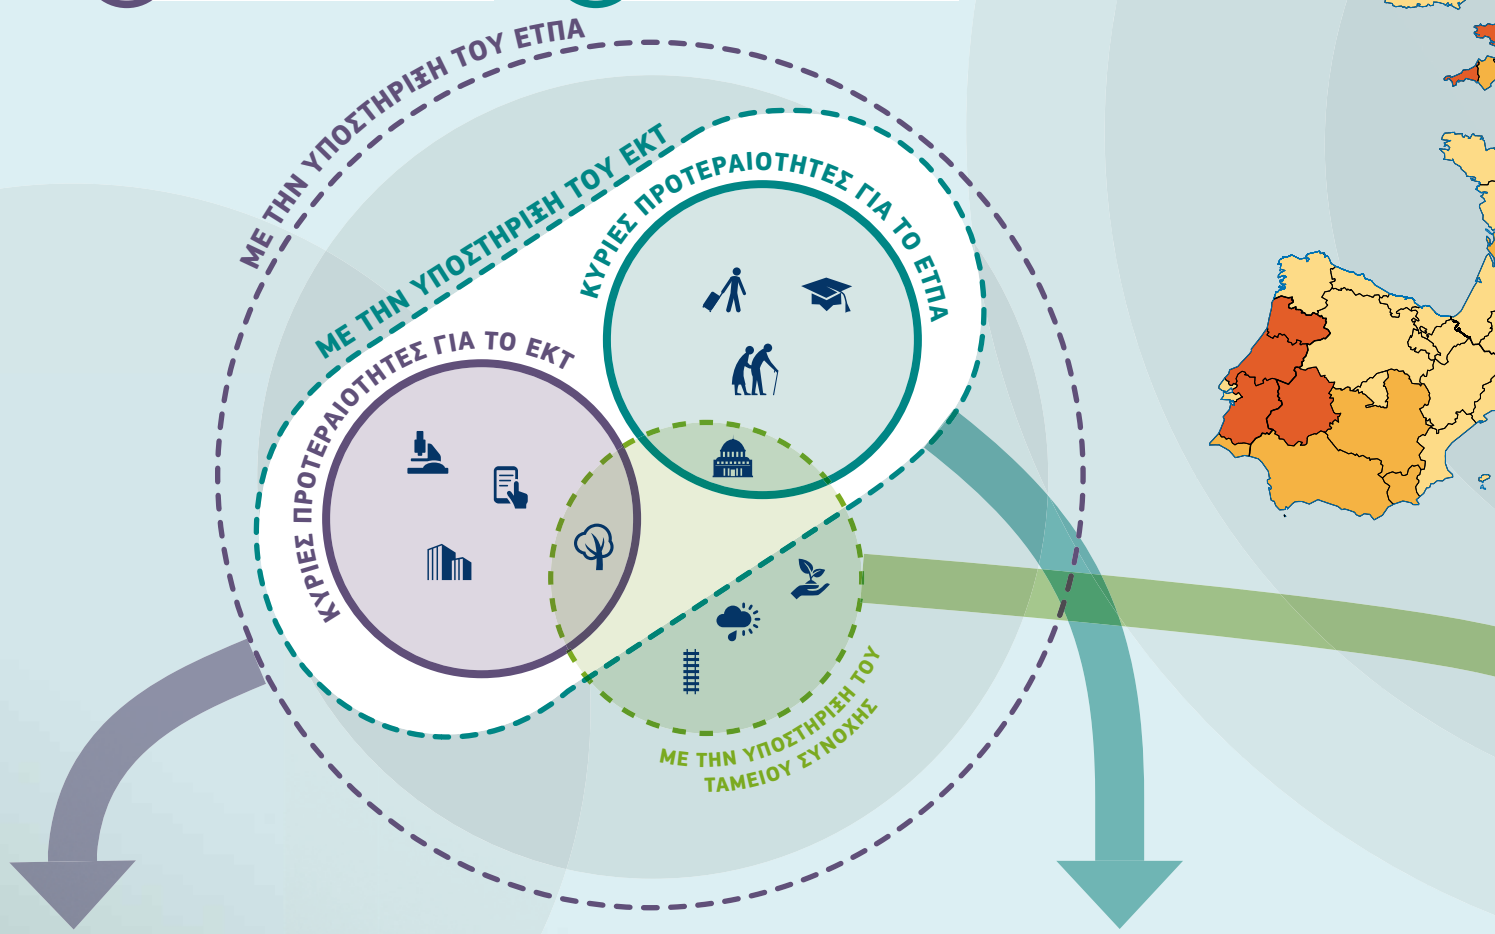 ΜΕ ΤΗΝ ΥΠΟΣΤΗΡΙΞΗ ΤΟΥ ΕΤΠΑ
ΜΕ ΤΗΝ ΥΠΟΣΤΗΡΙΞΗ ΤΟΥ ΕΚΤ
ΚΥΡΙΕΣ ΠΡΟΤΕΡΑΙΟΤΗΤΕΣ ΓΙΑ ΤΟ ΕΤΠΑ
ΚΥΡΙΕΣ ΠΡΟΤΕΡΑΙΟΤΗΤΕΣ ΓΙΑ ΤΟ ΕΚΤ
ΜΕ ΤΗΝ ΥΠΟΣΤΗΡΙΞΗ ΤΟΥ
ΤΑΜΕΙΟΥ ΣΥΝΟΧΗΣ